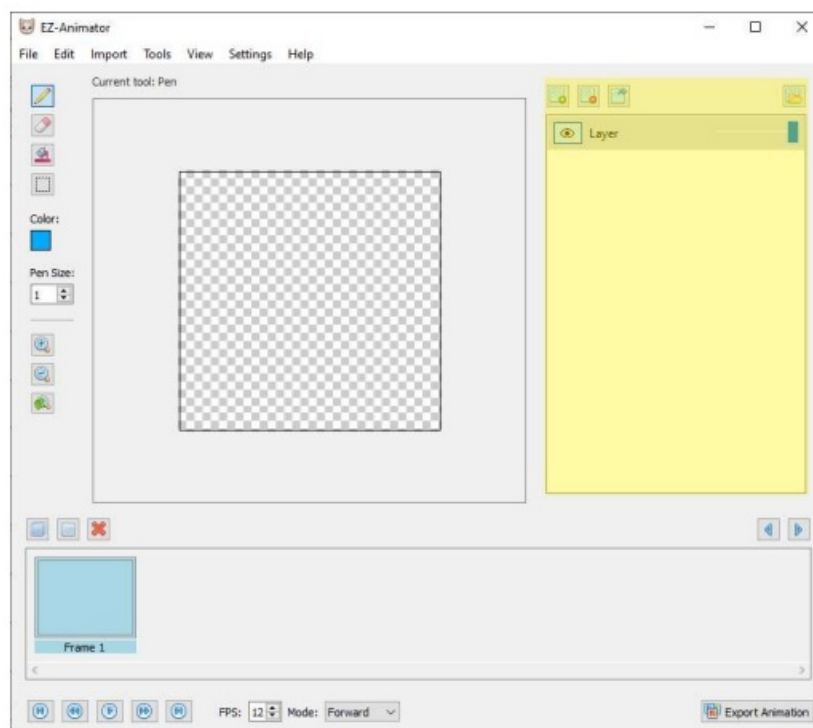 EZ-Animator
File Edit Import Tools View Settings Help
Current tool: Pen
Layer
Color:
Pen Size:
1
Frame 1
FPS: 12 Mode: Forward Export Animation